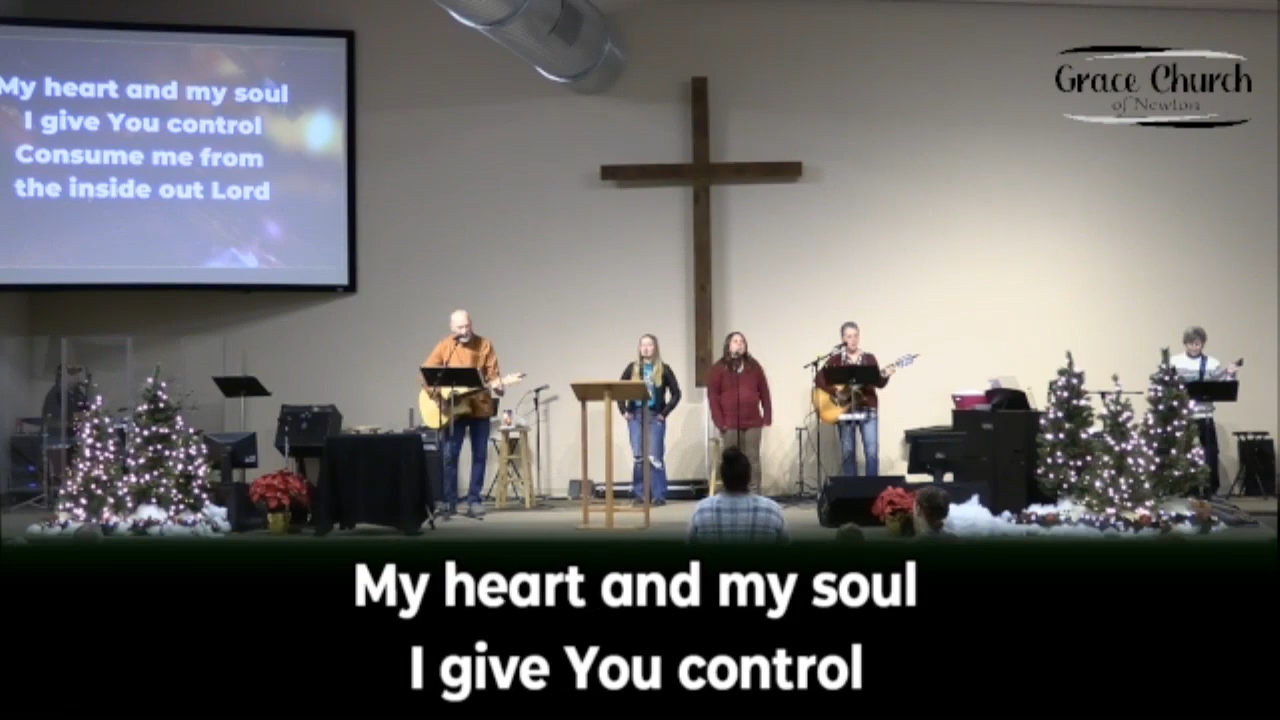 My heart and my soul
I give You control
Consume me from
the inside out Lord
Grace Church
of Newton
My heart and my soul
I give You control